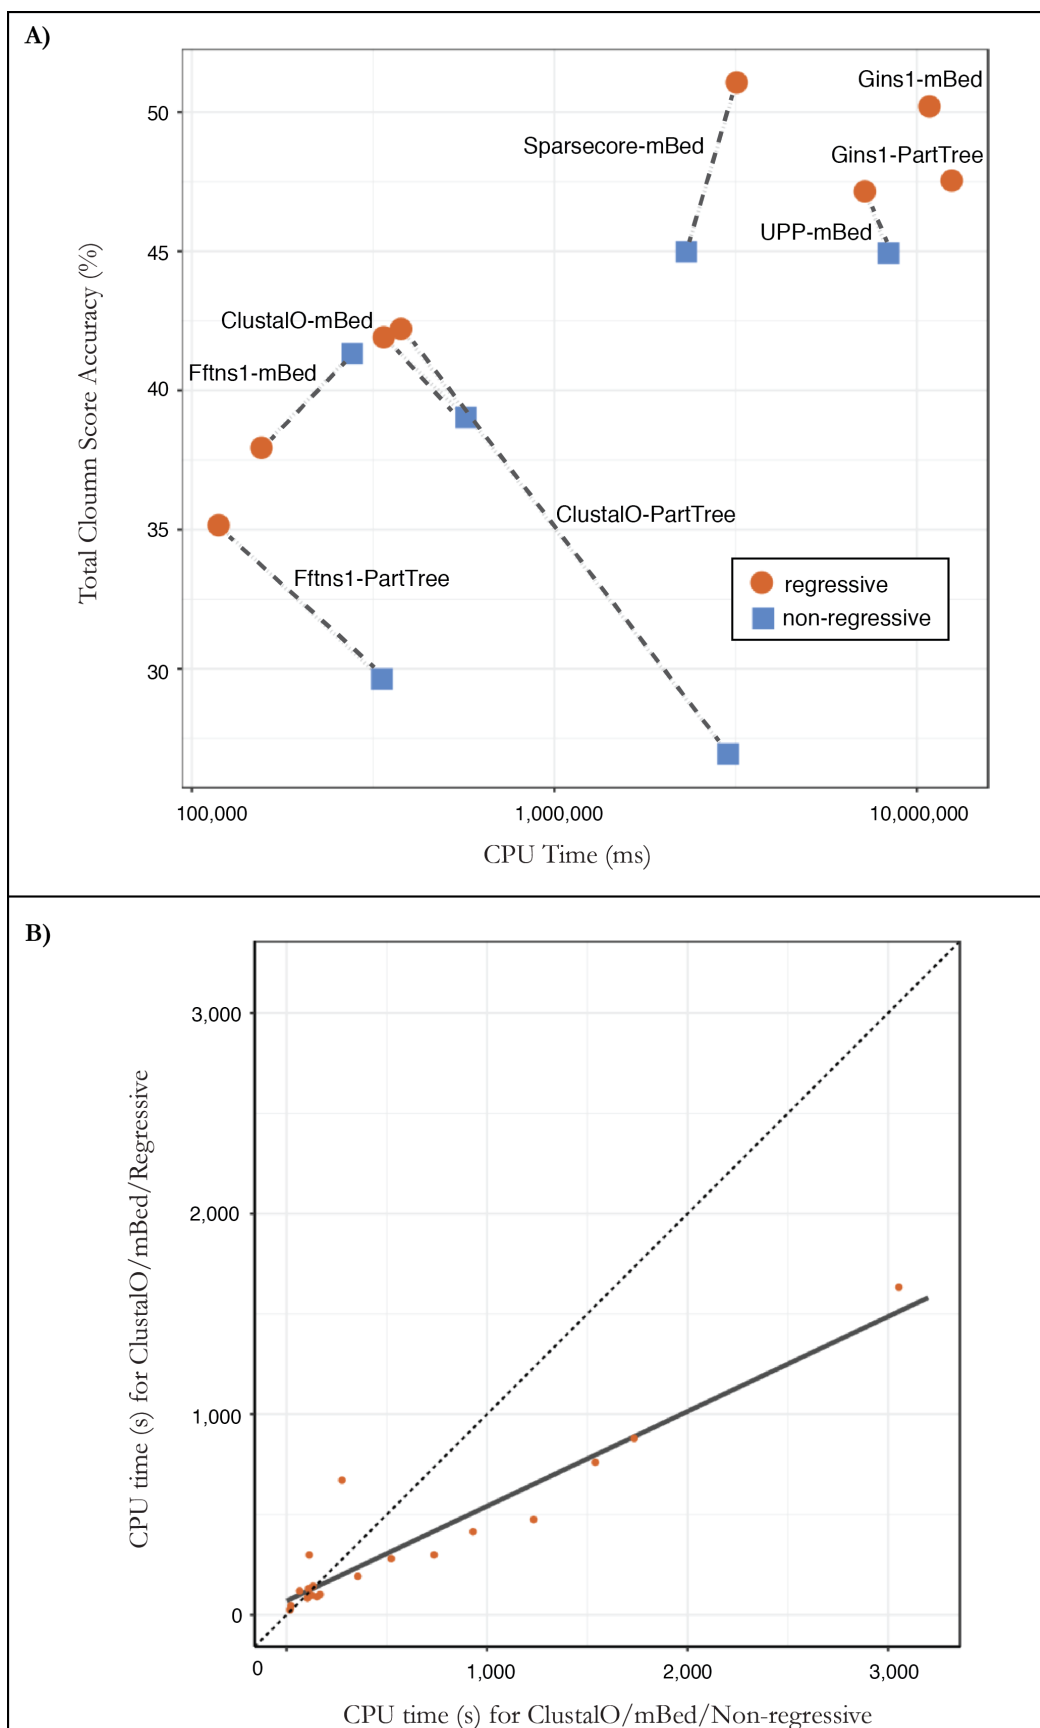 A)
Gins1-mBed
50
Sparsecore-mBed
Gins1-PartTree
UPP-mBed
45
ClustalO-mBed
Fftns1-mBed
40
Total Cloumn Score Accuracy (%)
ClustalO-PartTree
35
Fftns1-PartTree
regressive
non-regressive
30
100,000
1,000,000
10,000,000
CPU Time (ms)
B)
3,000
CPU time (s) for ClustalO/mBed/Regressive
2,000
1,000
0
0
1,000
2,000
3,000
CPU time (s) for ClustalO/mBed/Non-regressive